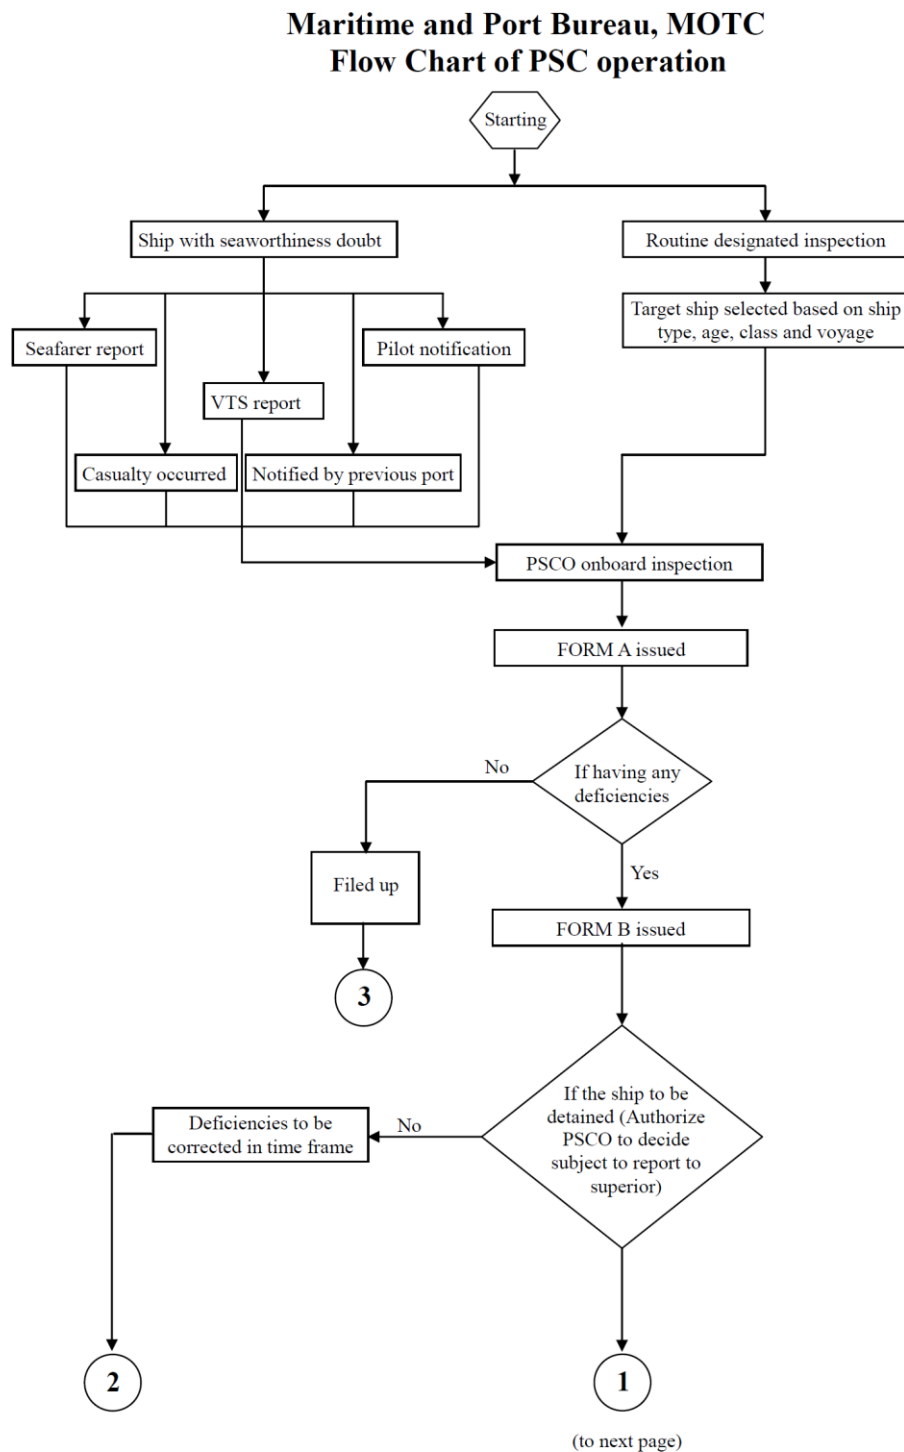 Maritime and Port Bureau, MOTC
Flow Chart of PSC operation
Starting
Ship with seaworthiness doubt
Routine designated inspection
Target ship selected based on ship
type, age, class and voyage
Seafarer report
Pilot notification
VTS report
Casualty occurred
Notified by previous port
PSCO onboard inspection
FORM A issued
No
If having any
deficiencies
Filed up
Yes
FORM B issued
3
If the ship to be
detained (Authorize
PSCO to decide
subject to report to
superior)
No
Deficiencies to be
corrected in time frame
2
1
(to next page)